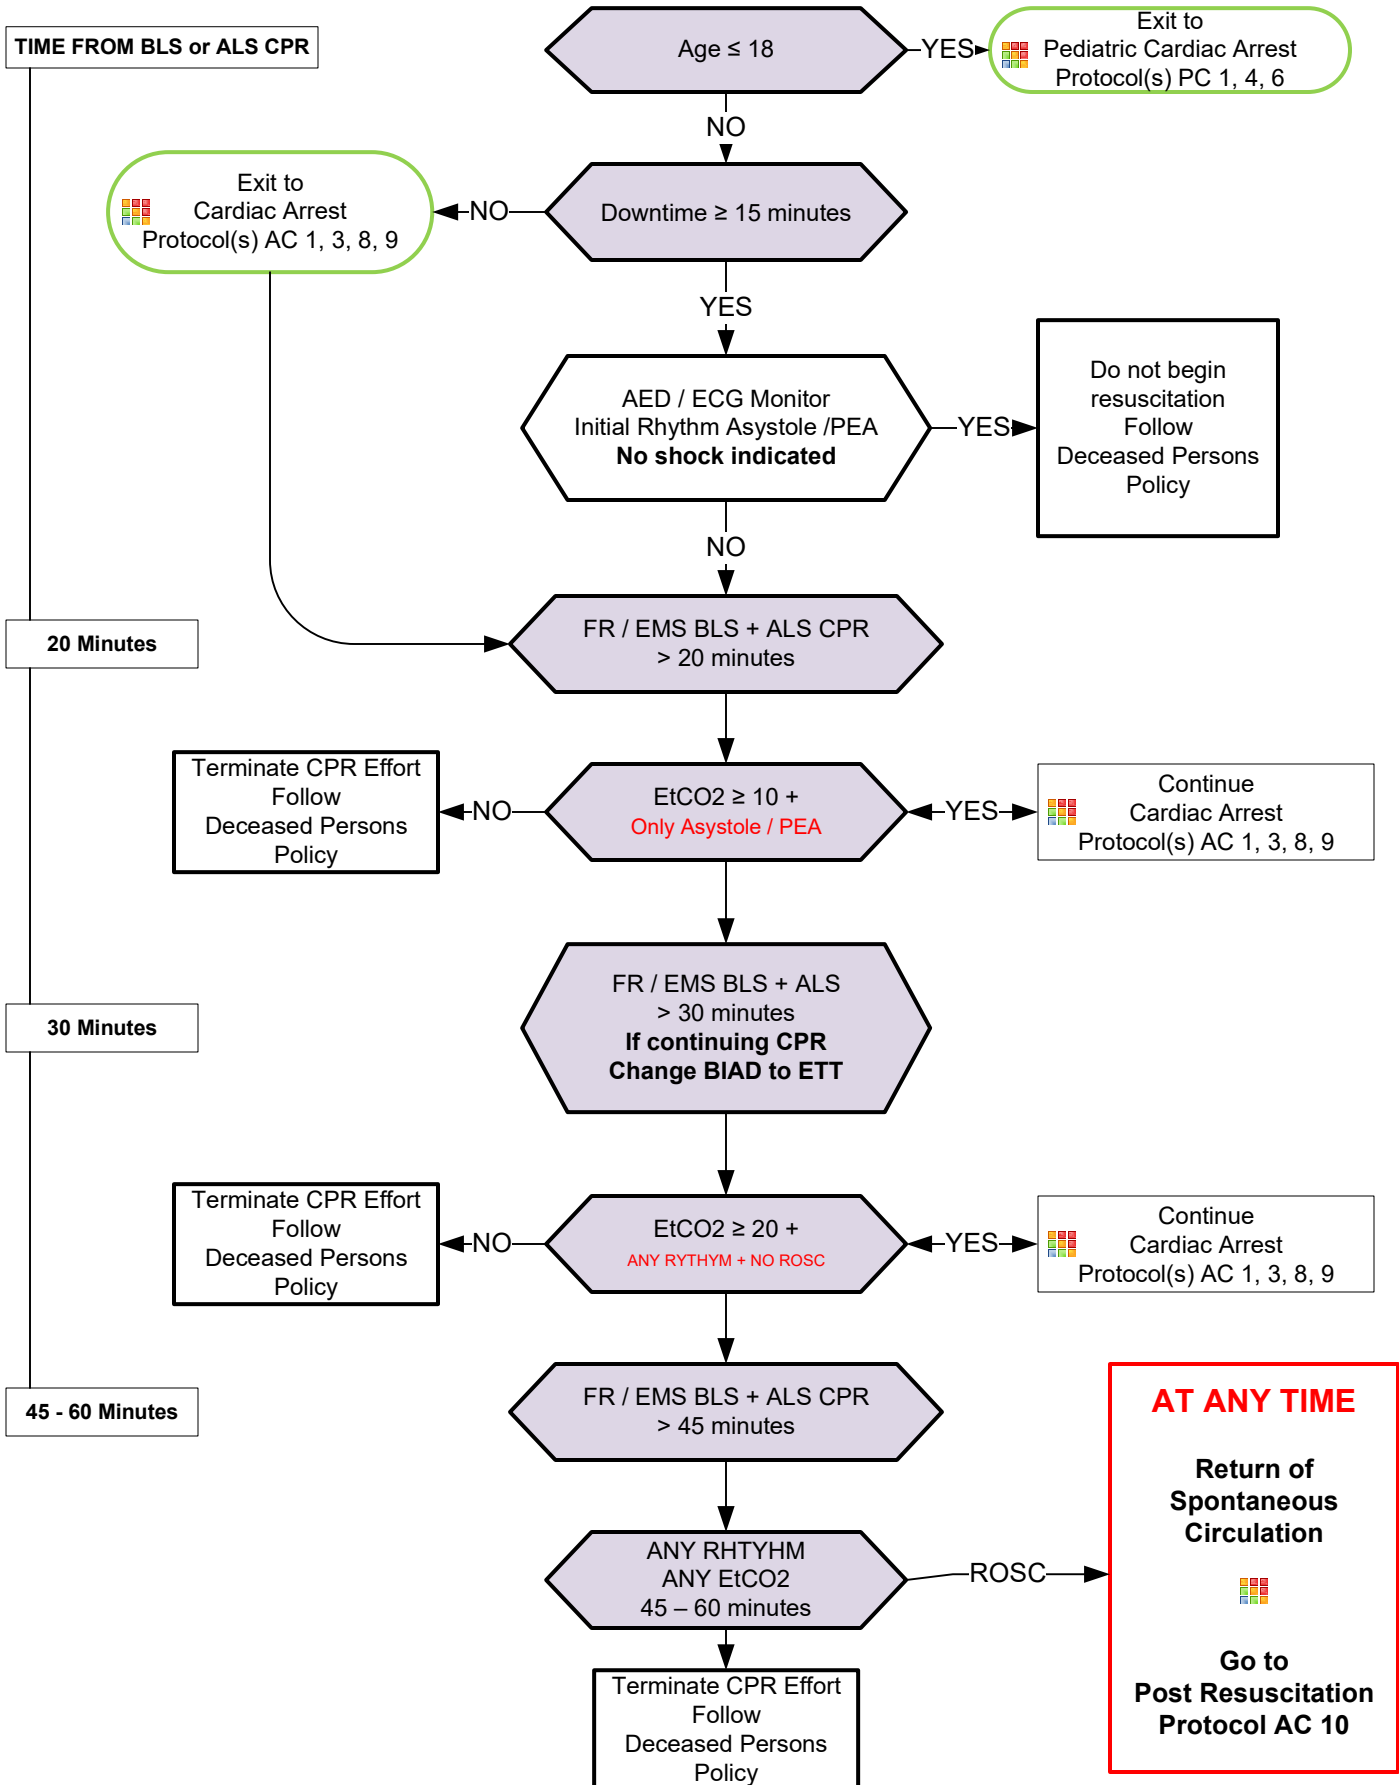 TIME FROM BLS or ALS CPR
Age ≤ 18
YES
Exit to
Pediatric Cardiac Arrest
Protocol(s) PC 1, 4, 6
NO
Exit to
Cardiac Arrest
Protocol(s) AC 1, 3, 8, 9
NO
Downtime ≥ 15 minutes
YES
AED / ECG Monitor
Initial Rhythm Asystole /PEA
No shock indicated
YES
Do not begin
resuscitation
Follow
Deceased Persons
Policy
NO
20 Minutes
FR / EMS BLS + ALS CPR
> 20 minutes
Terminate CPR Effort
Follow
Deceased Persons
Policy
NO
EtCO2 ≥ 10 +
Only Asystole / PEA
YES
Continue
Cardiac Arrest
Protocol(s) AC 1, 3, 8, 9
30 Minutes
FR / EMS BLS + ALS
> 30 minutes
If continuing CPR
Change BIAD to ETT
Terminate CPR Effort
Follow
Deceased Persons
Policy
NO
EtCO2 ≥ 20 +
ANY RYTHYM + NO ROSC
YES
Continue
Cardiac Arrest
Protocol(s) AC 1, 3, 8, 9
45 - 60 Minutes
FR / EMS BLS + ALS CPR
> 45 minutes
ANY RHTYHM
ANY EtCO2
45 – 60 minutes
ROSC
AT ANY TIME
Return of
Spontaneous
Circulation
Go to
Post Resuscitation
Protocol AC 10
Terminate CPR Effort
Follow
Deceased Persons
Policy